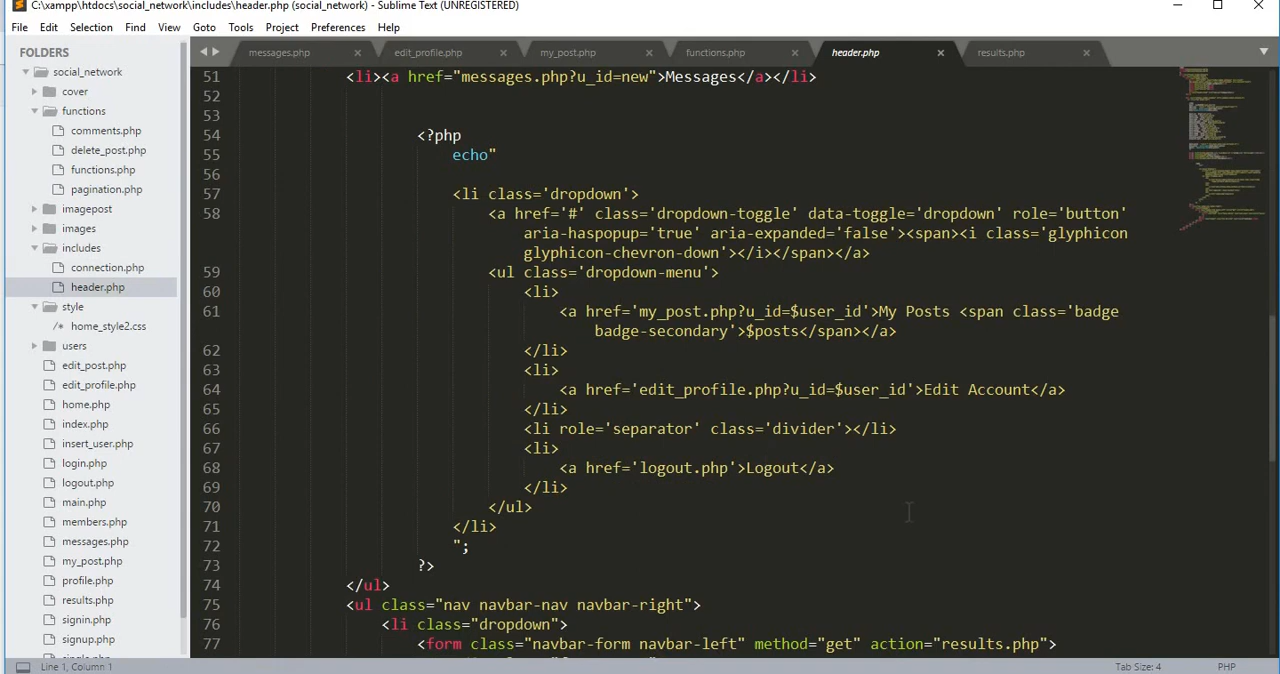 C:\xampp\htdocs\social_network\includes\header.php (social_network) - Sublime Text (UNREGISTERED)
File Edit Selection Find View Goto Tools Project Preferences Help
FOLDERS
social_network
cover
functions
comments.php
delete_post.php
functions.php
pagination.php
imagepost
images
includes
connection.php
header.php
style
/* home_style2.css
users
edit_post.php
edit_profile.php
home.php
index.php
insert_user.php
login.php
logout.php
main.php
members.php
messages.php
my_post.php
profile.php
results.php
signin.php
signup.php
messages.php edit_profile.php my_post.php functions.php header.php results.php
51 <li><a href="messages.php?u_id=new">Messages</a></li>
52
53
54 <?php
55 echo"
56
57 <li class='dropdown'>
58 <a href='#' class='dropdown-toggle' data-toggle='dropdown' role='button'
aria-haspopup='true' aria-expanded='false'><span><i class='glyphicon
glyphicon-chevron-down'></i></span></a>
59 <ul class='dropdown-menu'>
60 <li>
61 <a href='my_post.php?u_id=$user_id'>My Posts <span class='badge
badge-secondary'>$posts</span></a>
62 </li>
63 <li>
64 <a href='edit_profile.php?u_id=$user_id'>Edit Account</a>
65 </li>
66 <li role='separator' class='divider'></li>
67 <li>
68 <a href='logout.php'>Logout</a>
69 </li>
70 </ul>
71 </li>
72 ";
73 ?>
74 </ul>
75 <ul class="nav navbar-nav navbar-right">
76 <li class="dropdown">
77 <form class="navbar-form navbar-left" method="get" action="results.php">
Line 1, Column 1 Tab Size: 4 PHP